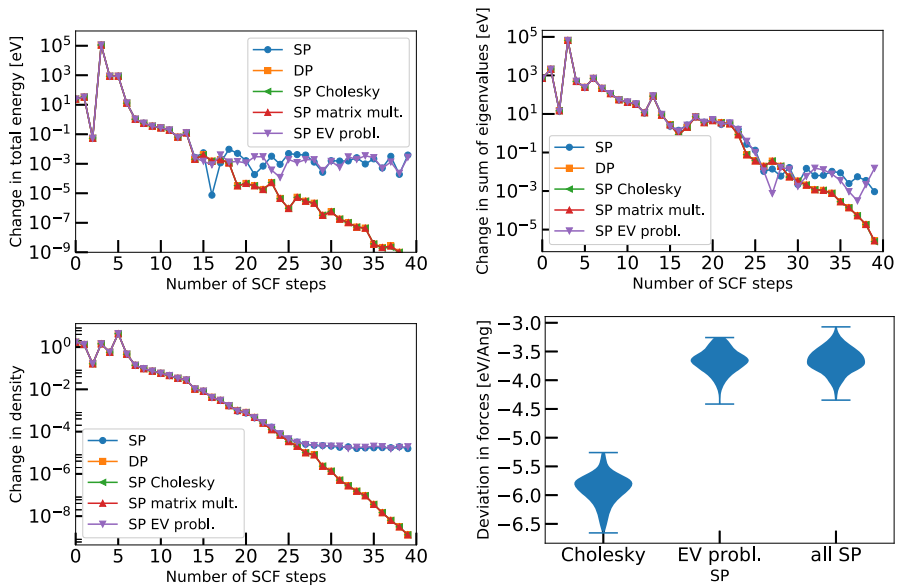 Change in total energy [eV]
10^5
10^3
10^1
10^-1
10^-3
10^-5
10^-7
10^-9
SP
DP
SP Cholesky
SP matrix mult.
SP EV probl.
0 5 10 15 20 25 30 35 40
Number of SCF steps
Change in sum of eigenvalues [eV]
10^5
10^3
10^1
10^-1
10^-3
10^-5
SP
DP
SP Cholesky
SP matrix mult.
SP EV probl.
0 5 10 15 20 25 30 35 40
Number of SCF steps
Change in density
10^0
10^-2
10^-4
10^-6
10^-8
SP
DP
SP Cholesky
SP matrix mult.
SP EV probl.
0 5 10 15 20 25 30 35 40
Number of SCF steps
Deviation in forces [eV/Ang]
−3.0
−3.5
−4.0
−4.5
−5.0
−5.5
−6.0
−6.5
Cholesky EV probl. all SP
SP